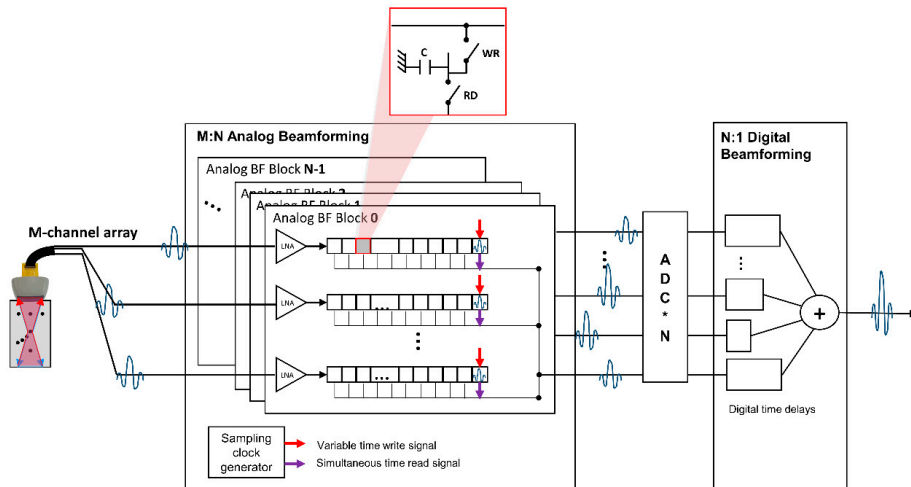 C
WR
RD
M:N Analog Beamforming
N:1 Digital
Beamforming
Analog BF Block N-1
Analog BF Block 2
Analog BF Block 1
Analog BF Block 0
M-channel array
LNA
LNA
...
LNA
...
A
D
C
*
N
...
+
Digital time delays
Sampling
clock
generator
Variable time write signal
Simultaneous time read signal